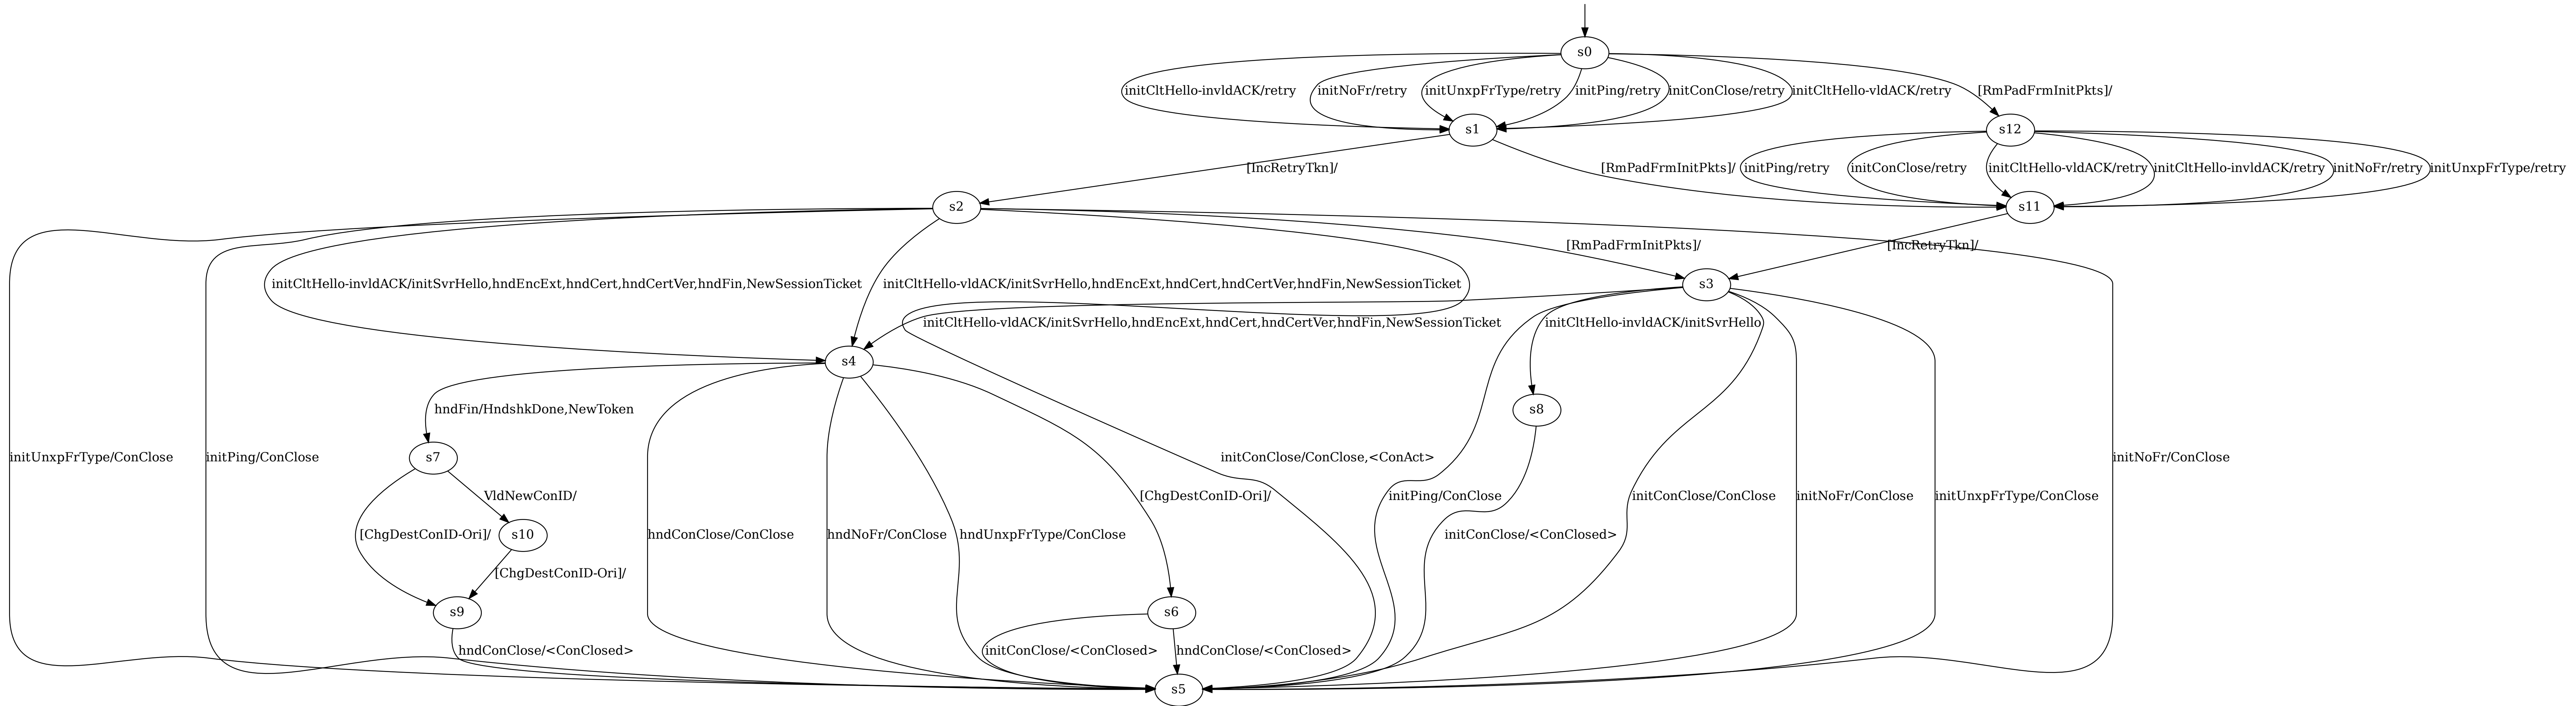 s0
initCltHello-invldACK/retry
initNoFr/retry
initUnxpFrType/retry
initPing/retry
initConClose/retry
initCltHello-vldACK/retry
[RmPadFrmInitPkts]/
s1
s12
[IncRetryTkn]/
[RmPadFrmInitPkts]/
initPing/retry
initConClose/retry
initCltHello-vldACK/retry
initCltHello-invldACK/retry
initNoFr/retry
initUnxpFrType/retry
s2
s11
[RmPadFrmInitPkts]/
[IncRetryTkn]/
initCltHello-invldACK/initSvrHello,hndEncExt,hndCert,hndCertVer,hndFin,NewSessionTicket
initCltHello-vldACK/initSvrHello,hndEncExt,hndCert,hndCertVer,hndFin,NewSessionTicket
s3
initCltHello-vldACK/initSvrHello,hndEncExt,hndCert,hndCertVer,hndFin,NewSessionTicket
initCltHello-invldACK/initSvrHello
s4
hndFin/HndshkDone,NewToken
s8
initUnxpFrType/ConClose
initPing/ConClose
s7
initConClose/ConClose,<ConAct>
initNoFr/ConClose
VldNewConID/
[ChgDestConID-Ori]/
initPing/ConClose
initConClose/ConClose
initNoFr/ConClose
initUnxpFrType/ConClose
[ChgDestConID-Ori]/
s10
hndConClose/ConClose
hndNoFr/ConClose
hndUnxpFrType/ConClose
initConClose/<ConClosed>
[ChgDestConID-Ori]/
s9
s6
hndConClose/<ConClosed>
initConClose/<ConClosed>
hndConClose/<ConClosed>
s5